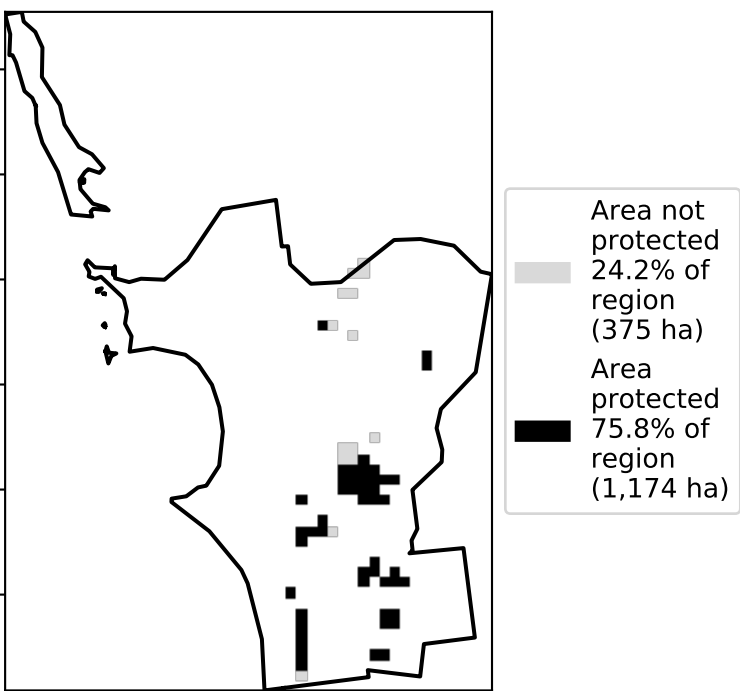 Area not
protected
24.2% of
region
(375 ha)
Area
protected
75.8% of
region
(1,174 ha)